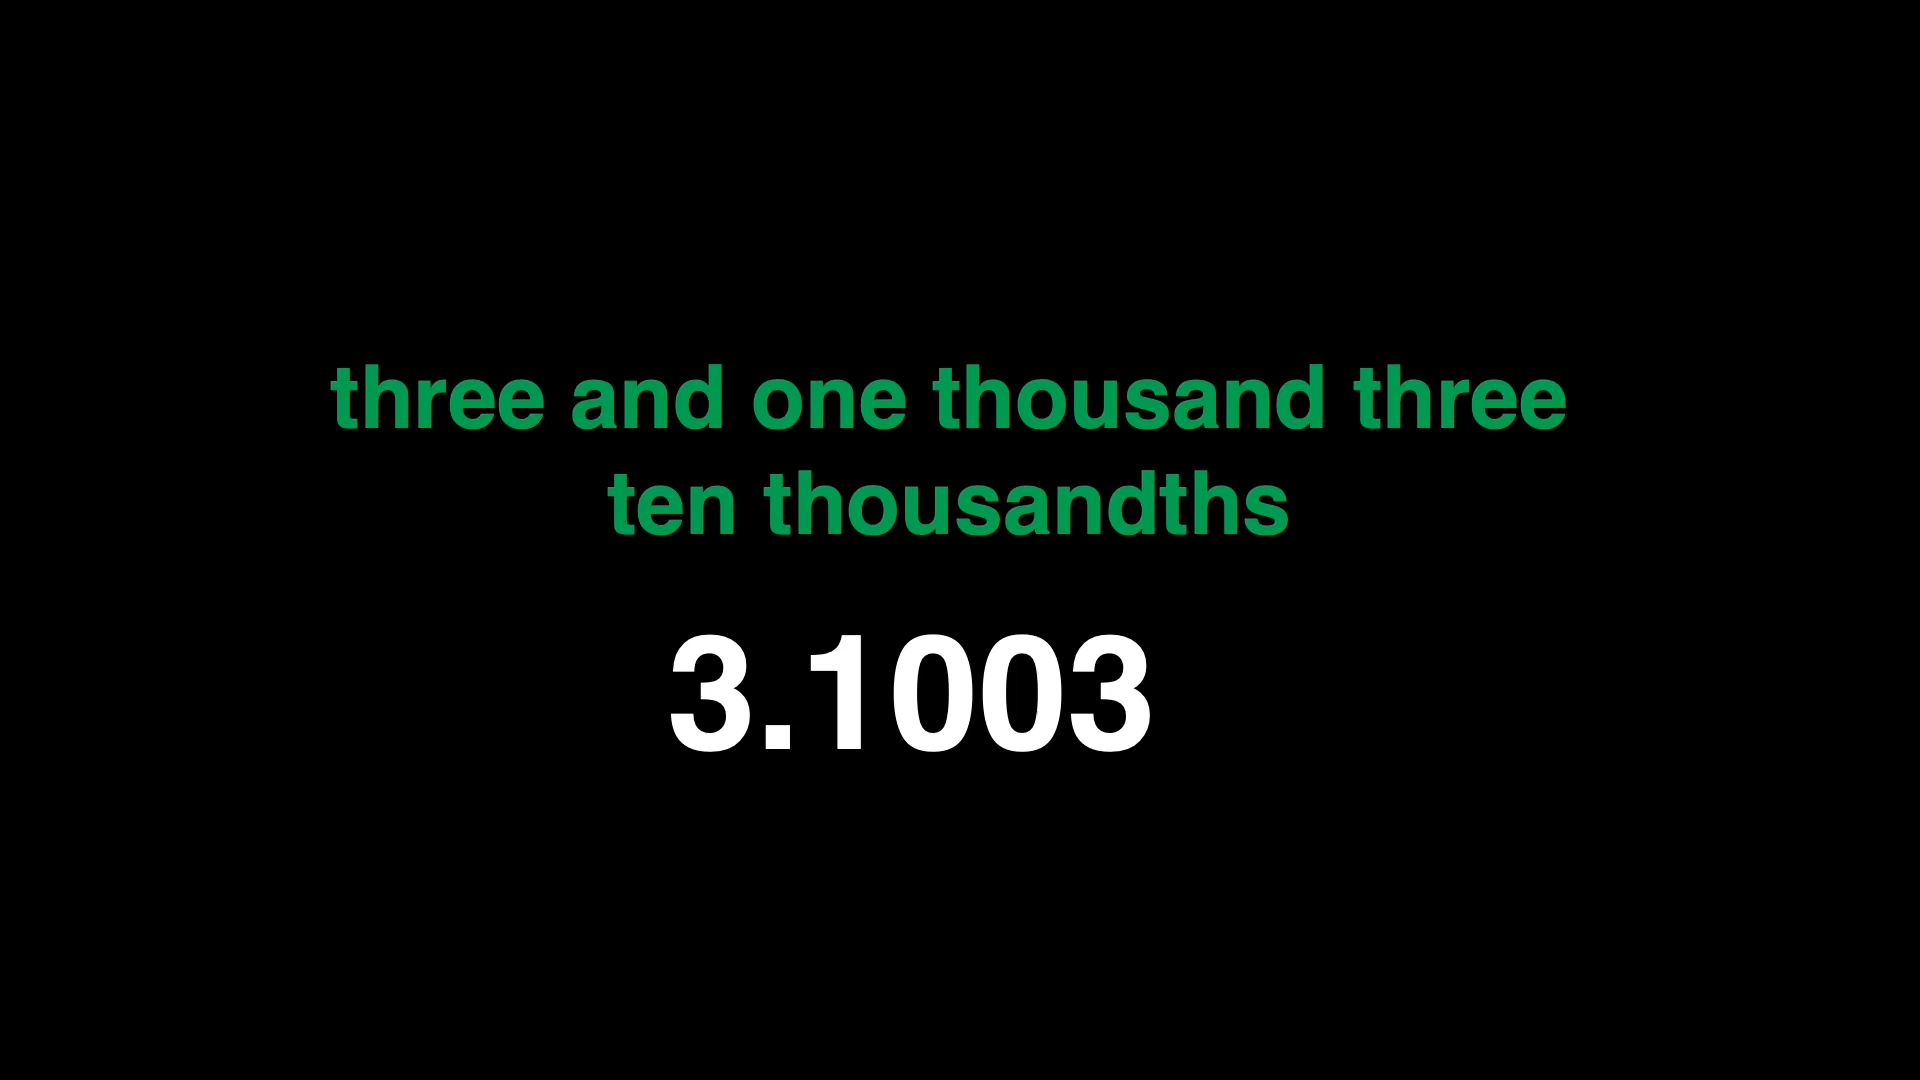 three and one thousand three
ten thousandths
3.1003